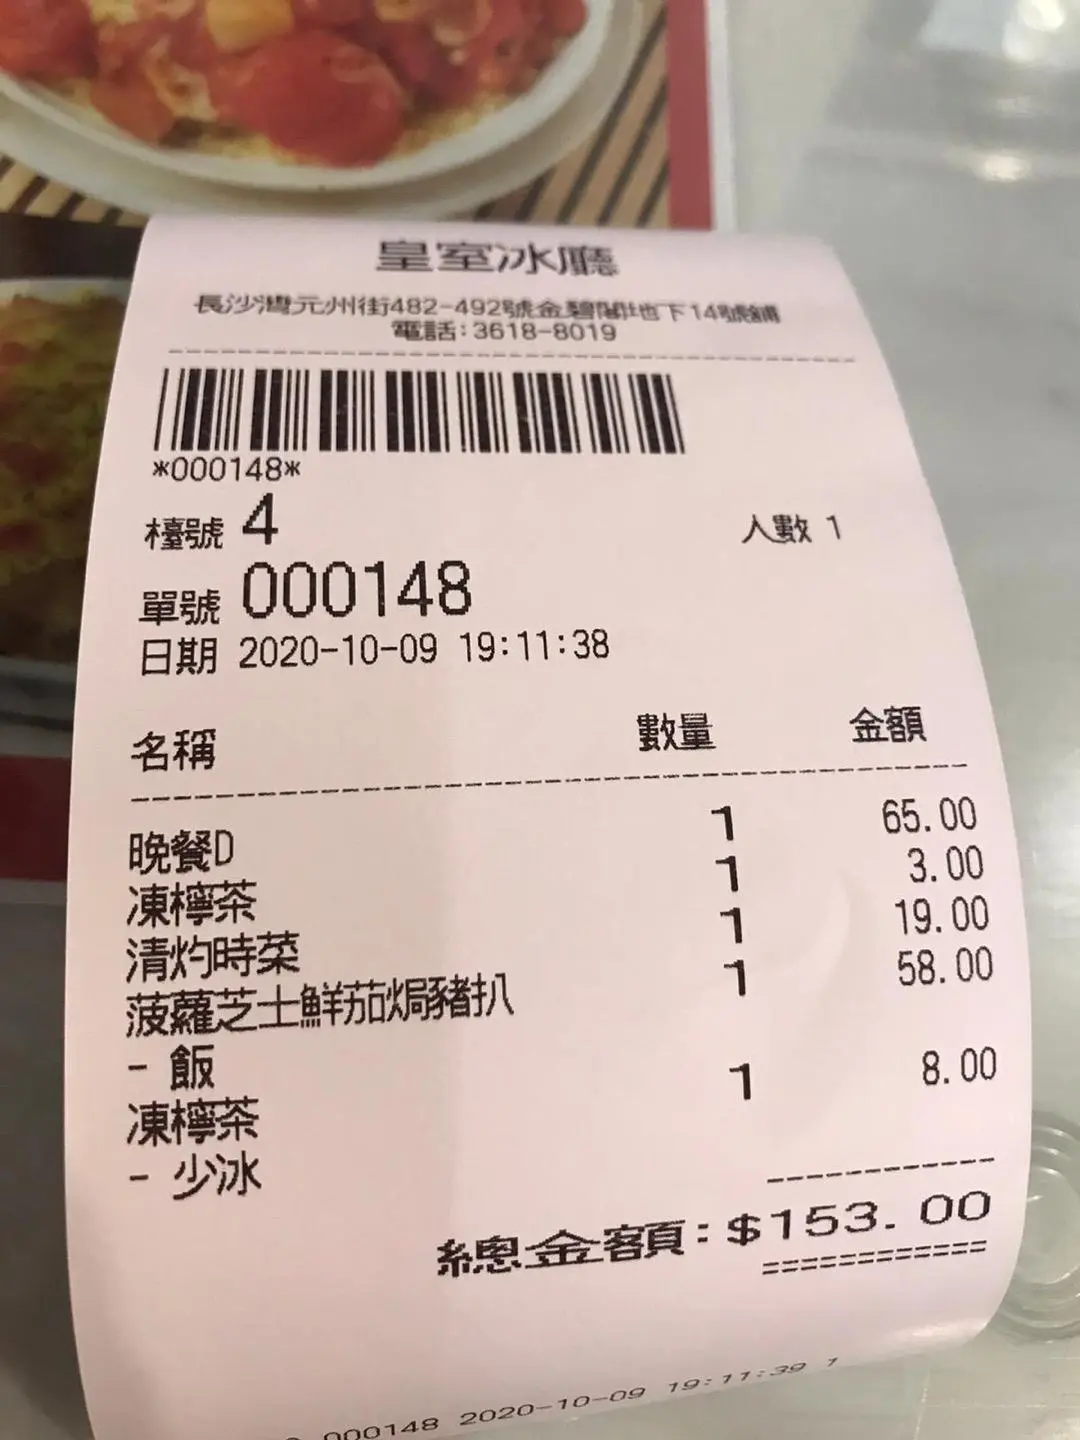 皇室冰廳
長沙灣元州街482-492號金碧閣地下14號舖
電話:3618-8019
*000148*
檯號 4 人數 1
單號 000148
日期 2020-10-09 19:11:38
名稱 數量 金額
晚餐D 1 65.00
凍檸茶 1 3.00
清灼時菜 1 19.00
菠蘿芝士鮮茄焗豬扒 1 58.00
- 飯
凍檸茶 1 8.00
- 少冰
總金額:$153.00
000148 2020-10-09 19:11:39 1